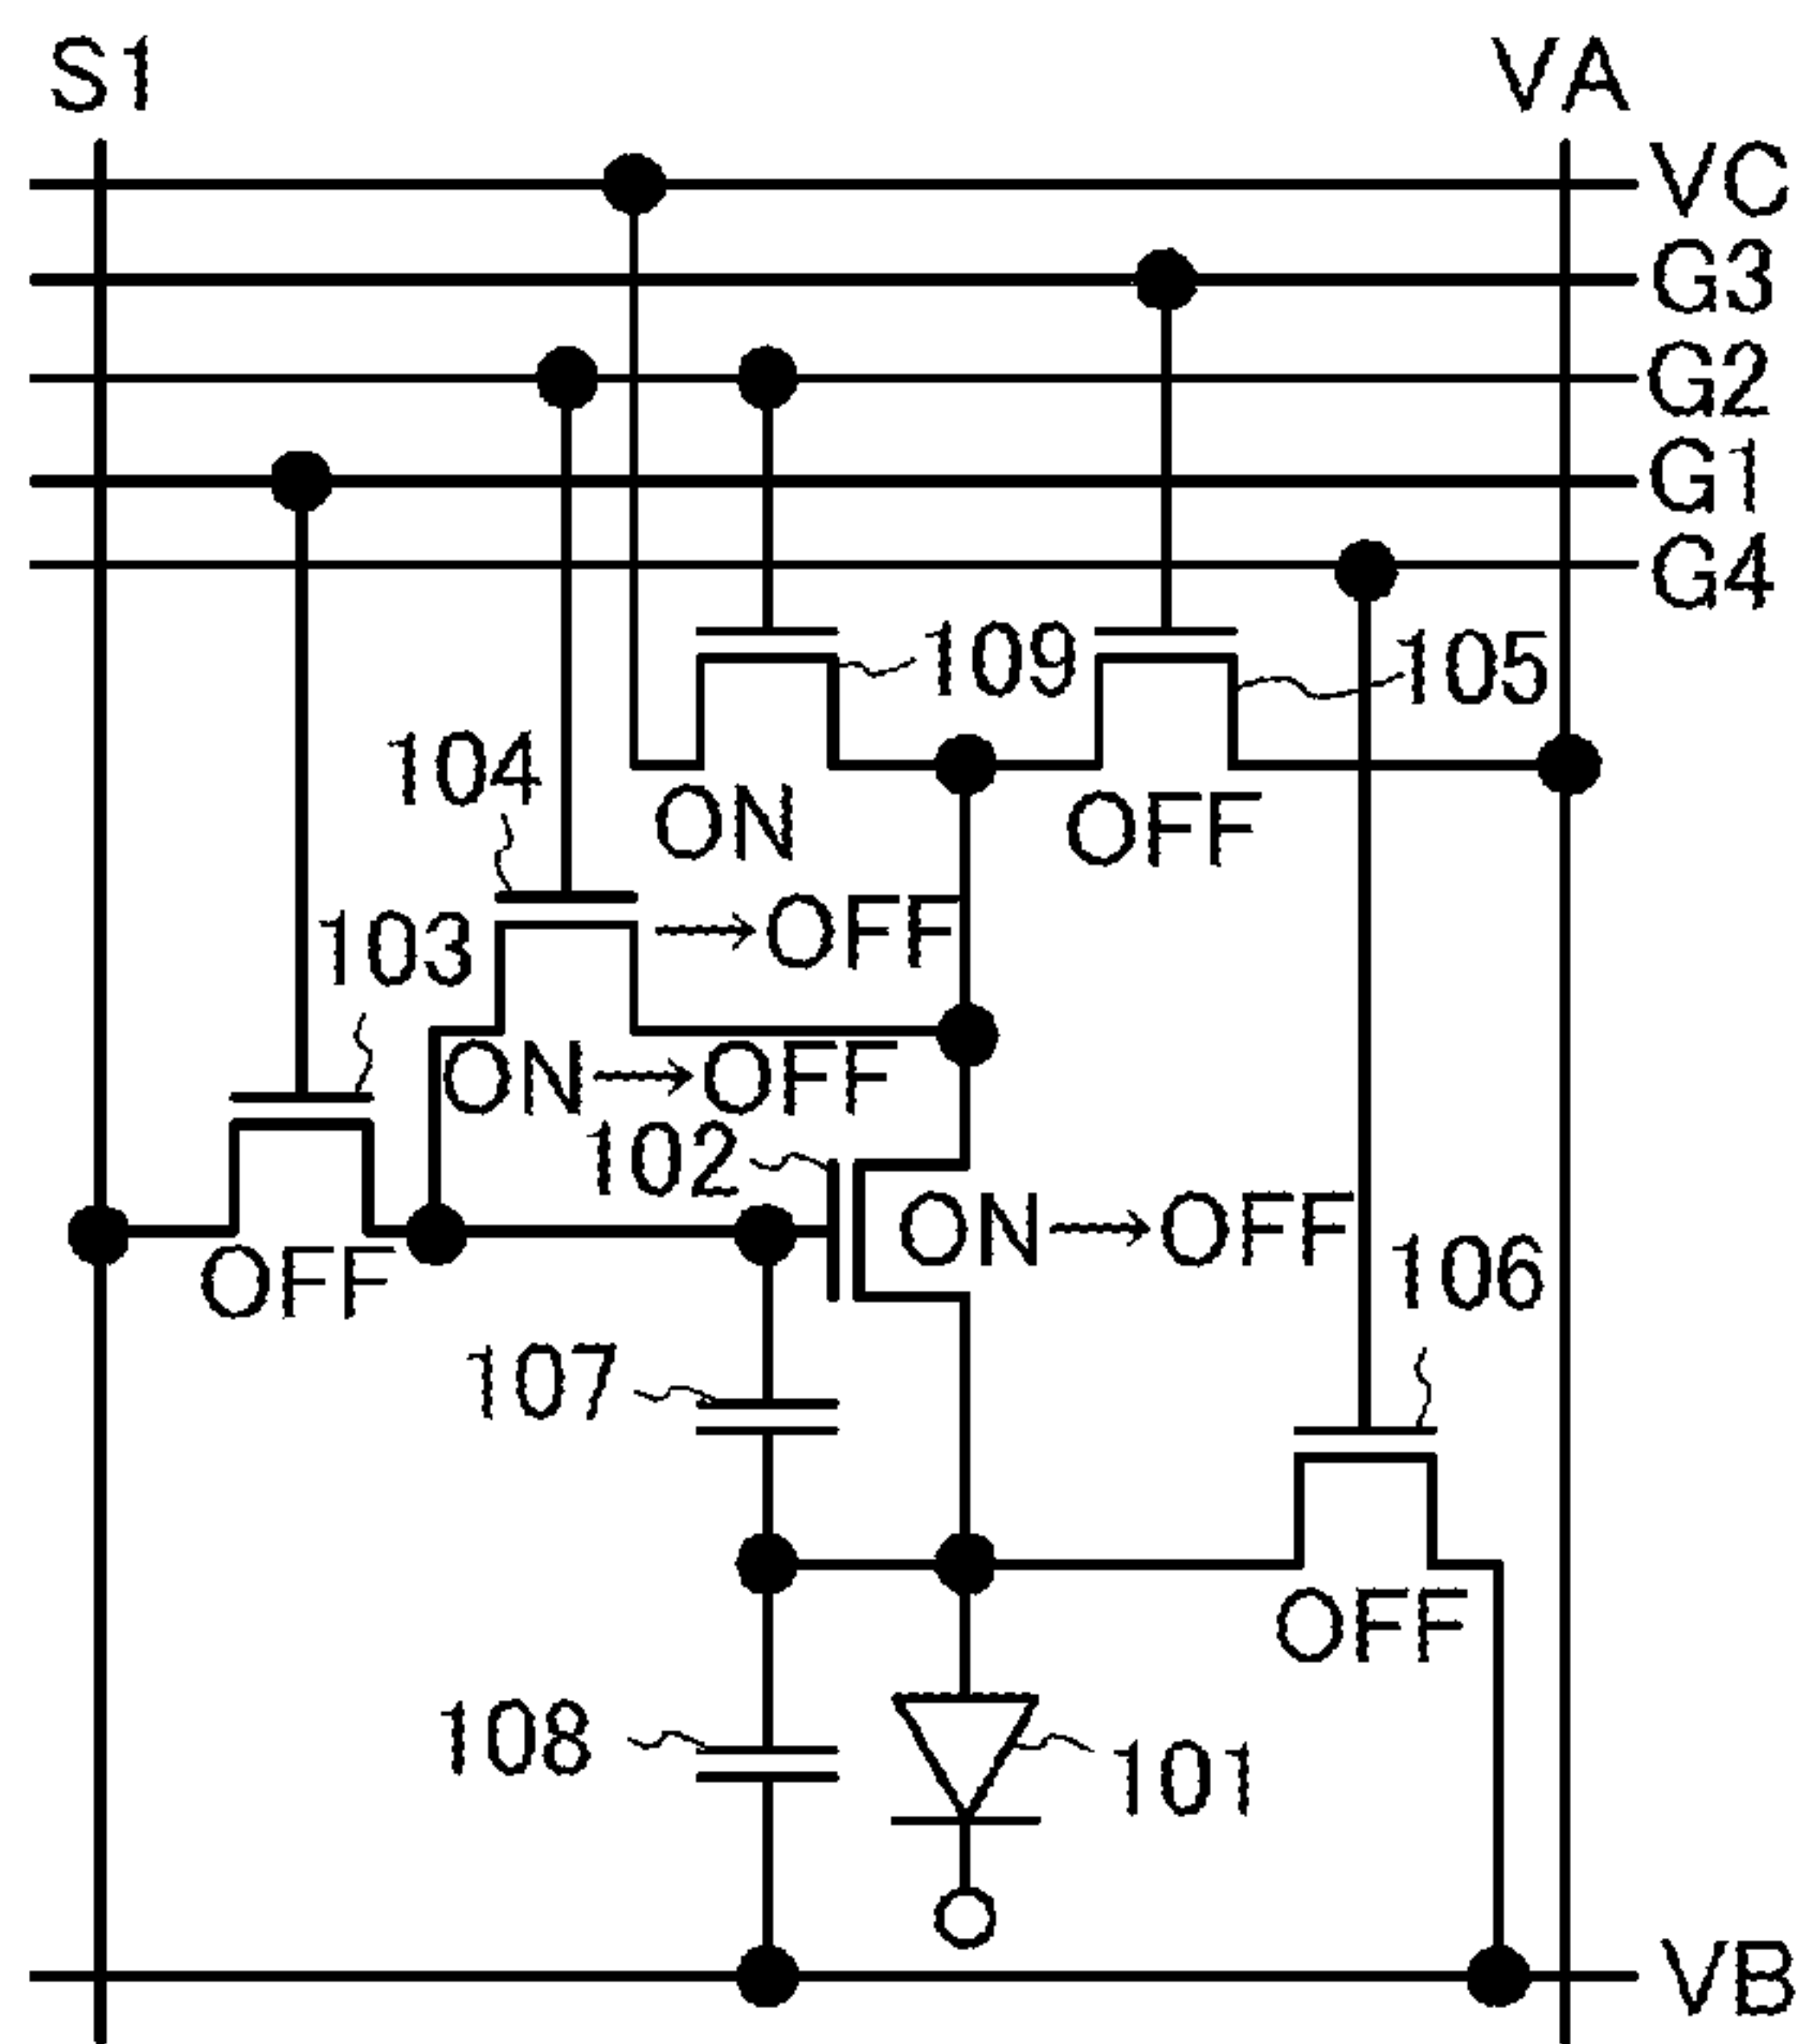 S1
VA
VC
G3
G2
G1
G4
109
105
104
ON
OFF
→OFF
103
ON→OFF
102
ON→OFF
OFF
106
107
OFF
108
101
VB